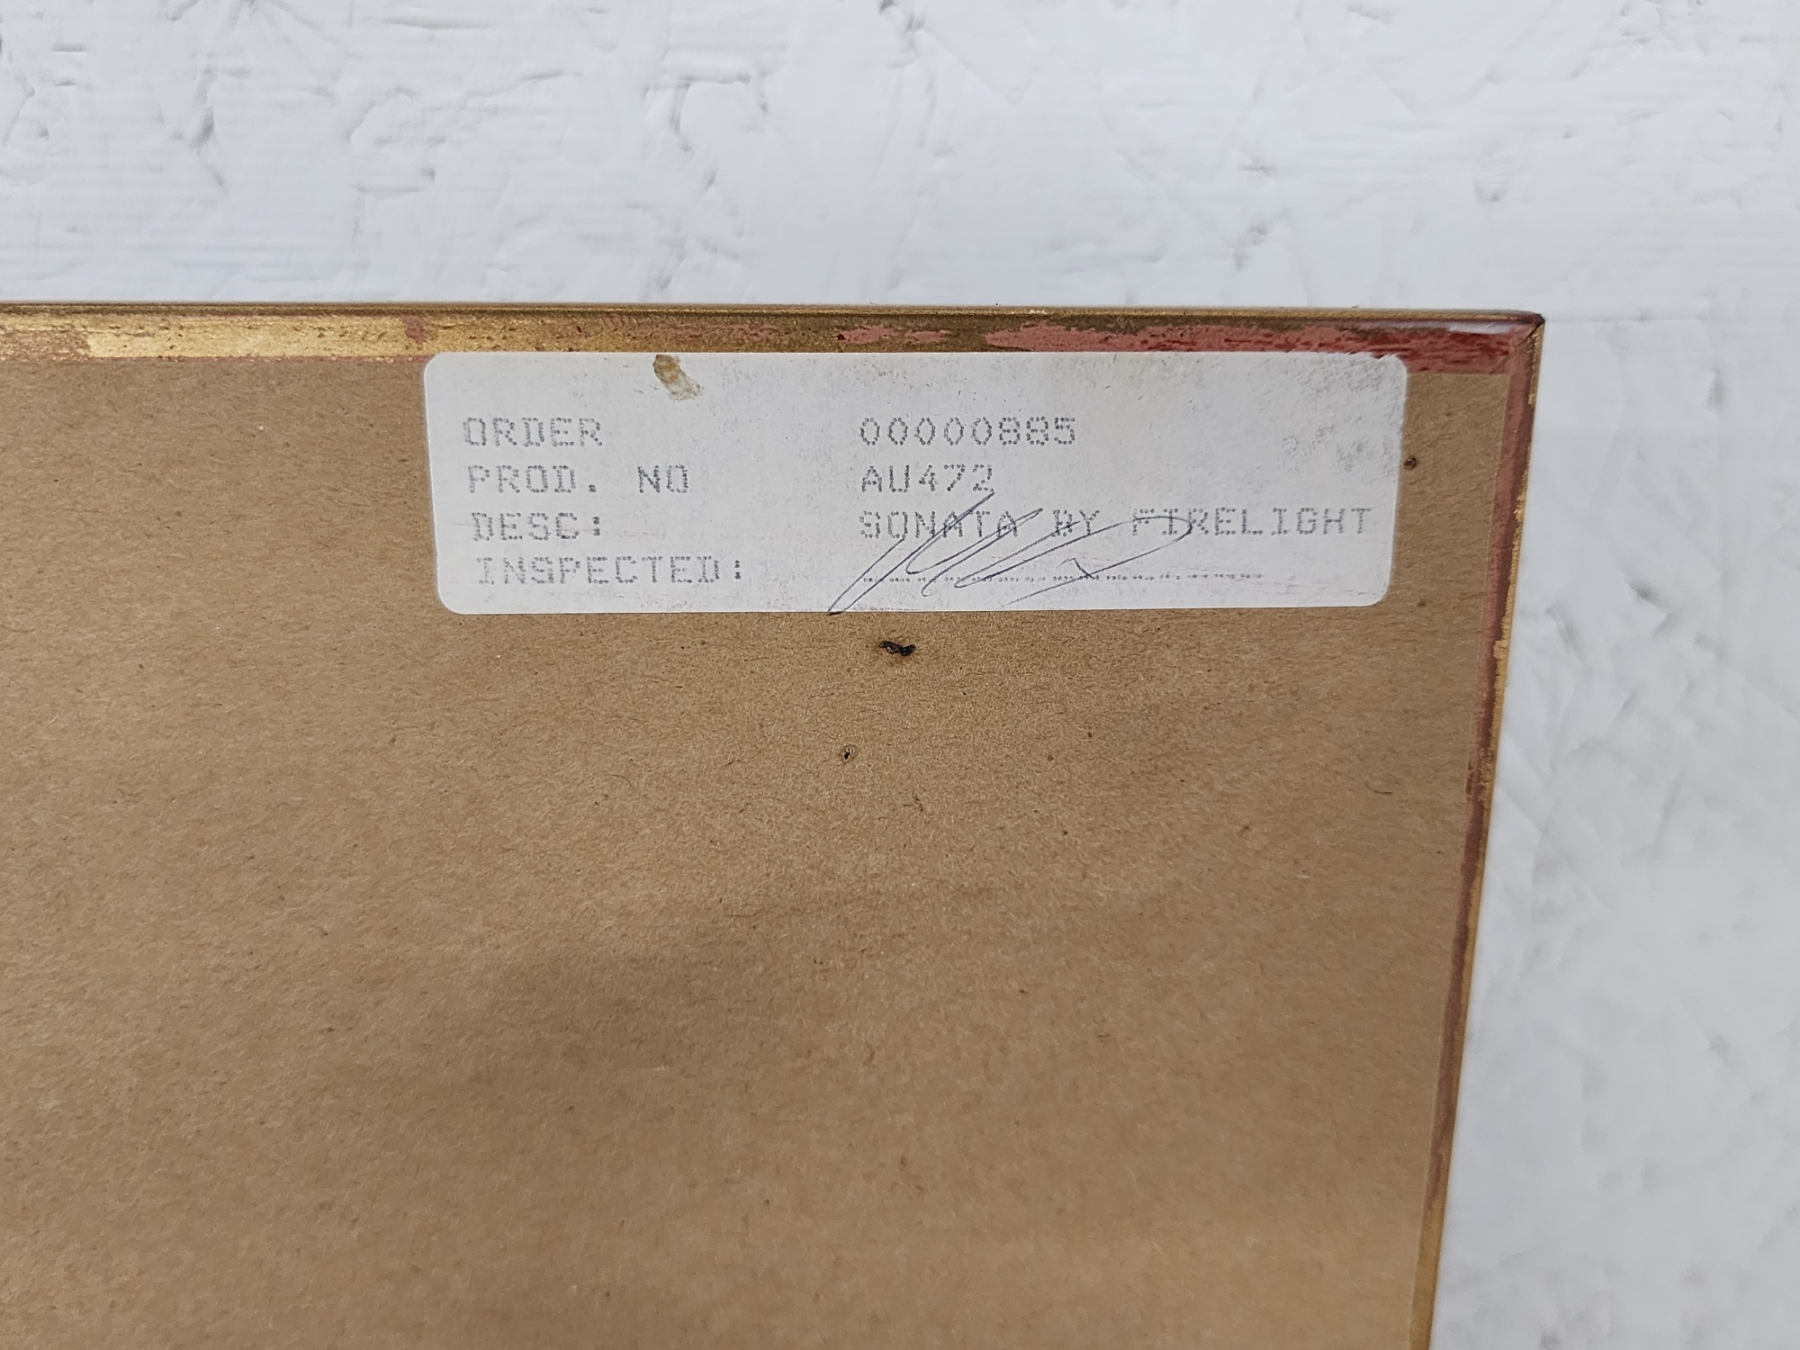 ORDER 00000885
PROD. NO AU472
DESC: SONATA BY FIRELIGHT
INSPECTED: